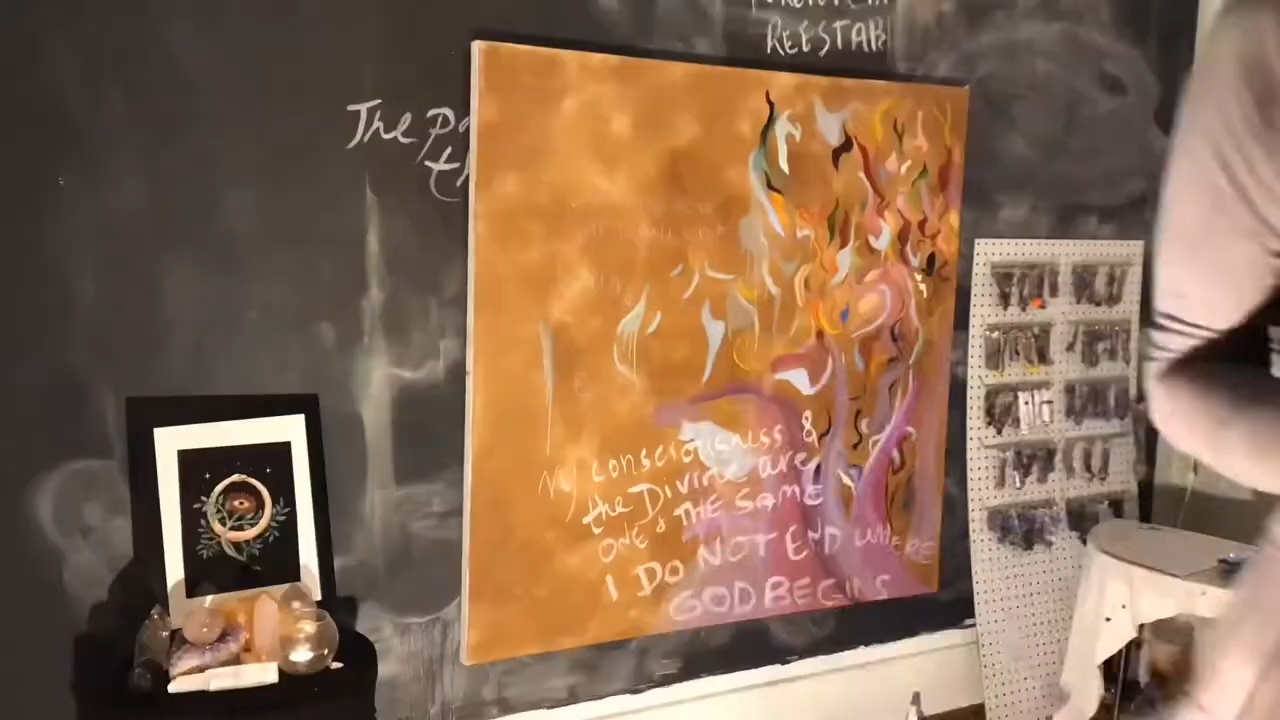 REESTAB
The
My consciousness &
the Divine are
one & THE SAME
I DO NOT END WHERE
GOD BEGINS